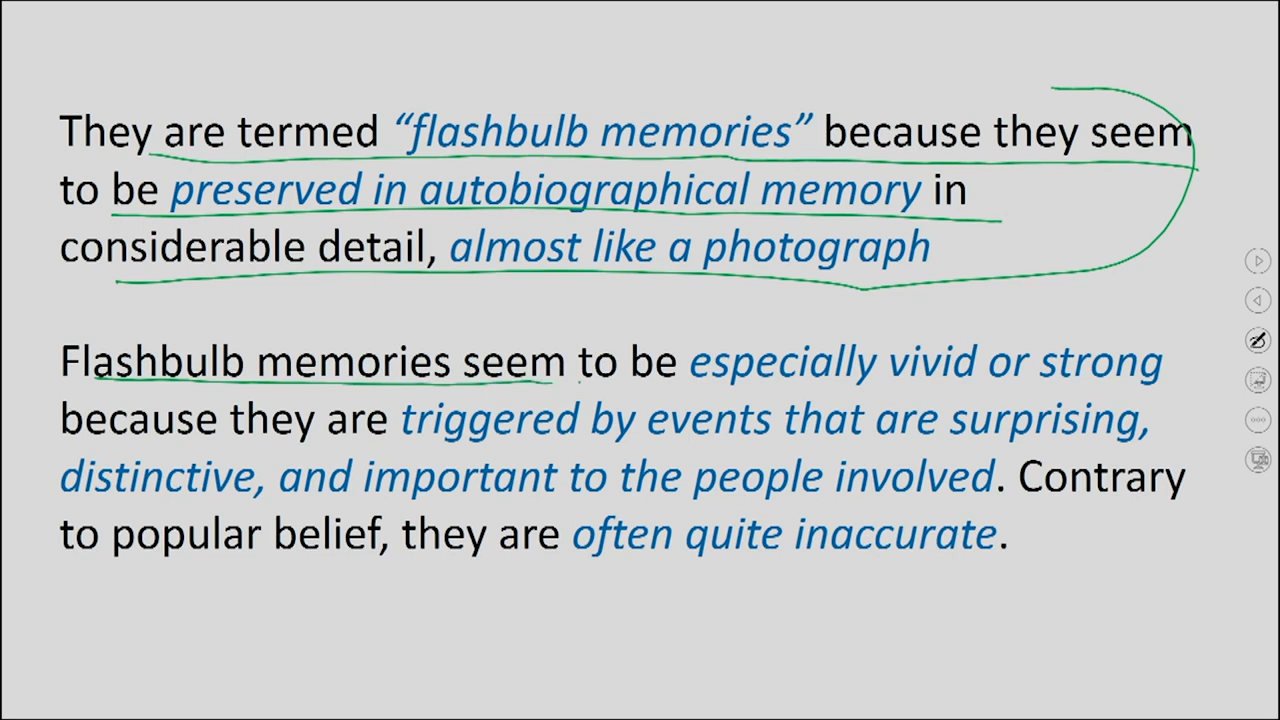 They are termed “flashbulb memories” because they seem
to be preserved in autobiographical memory in
considerable detail, almost like a photograph
Flashbulb memories seem to be especially vivid or strong
because they are triggered by events that are surprising,
distinctive, and important to the people involved. Contrary
to popular belief, they are often quite inaccurate.